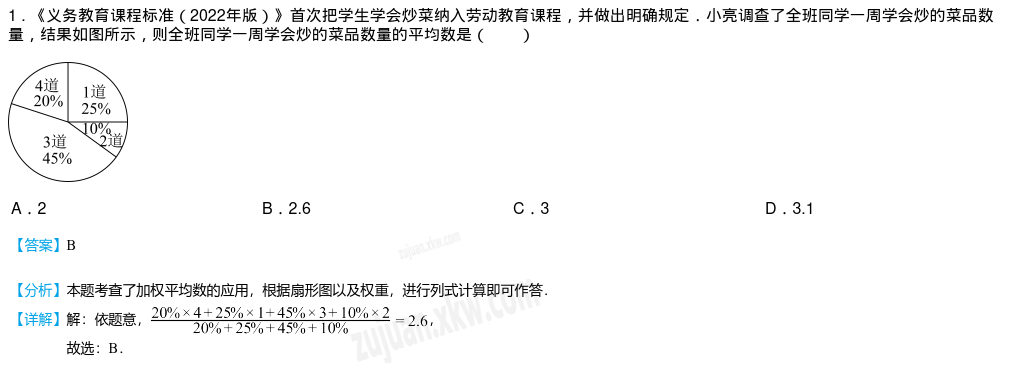 1．《义务教育课程标准（2022年版）》首次把学生学会炒菜纳入劳动教育课程，并做出明确规定．小亮调查了全班同学一周学会炒的菜品数
量，结果如图所示，则全班同学一周学会炒的菜品数量的平均数是（　　）
4道
20%
1道
25%
10%
2道
3道
45%
A．2 B．2.6 C．3 D．3.1
【答案】B
zujuan.xkw.com
【分析】本题考查了加权平均数的应用，根据扇形图以及权重，进行列式计算即可作答．
【详解】解：依题意，(20%×4+25%×1+45%×3+10%×2)/(20%+25%+45%+10%)=2.6，
故选：B．
zujuan.xkw.com